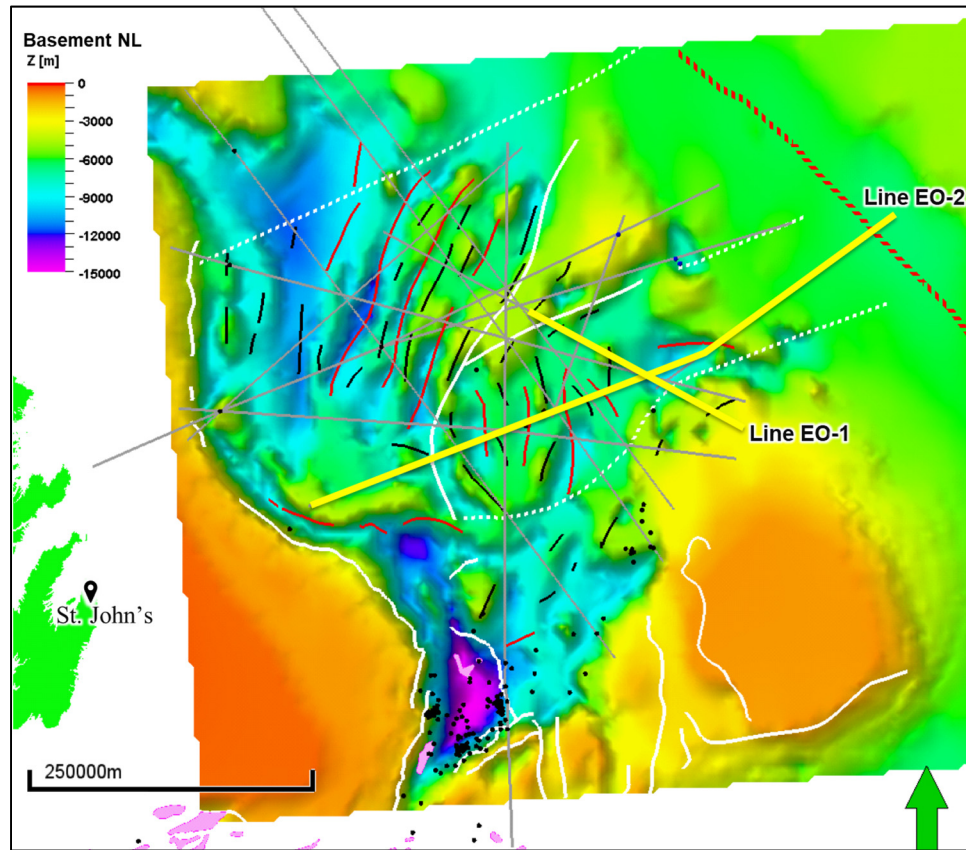 Basement NL
Z [m]
0
-3000
-6000
-9000
-12000
-15000
Line EO-2
Line EO-1
St. John's
250000m